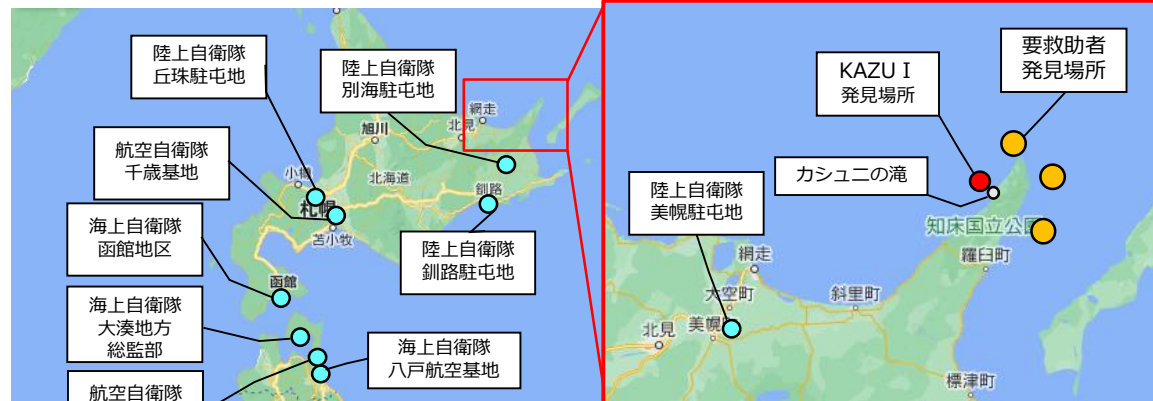 陸上自衛隊
丘珠駐屯地
陸上自衛隊
別海駐屯地
航空自衛隊
千歳基地
海上自衛隊
函館地区
海上自衛隊
大湊地方
総監部
航空自衛隊
陸上自衛隊
釧路駐屯地
海上自衛隊
八戸航空基地
網走
北見
旭川
小樽
北海道
札幌
釧路
苫小牧
函館
要救助者
発見場所
KAZU I
発見場所
カシュニの滝
陸上自衛隊
美幌駐屯地
知床国立公園
羅臼町
網走
大空町
斜里町
北見
美幌町
標津町